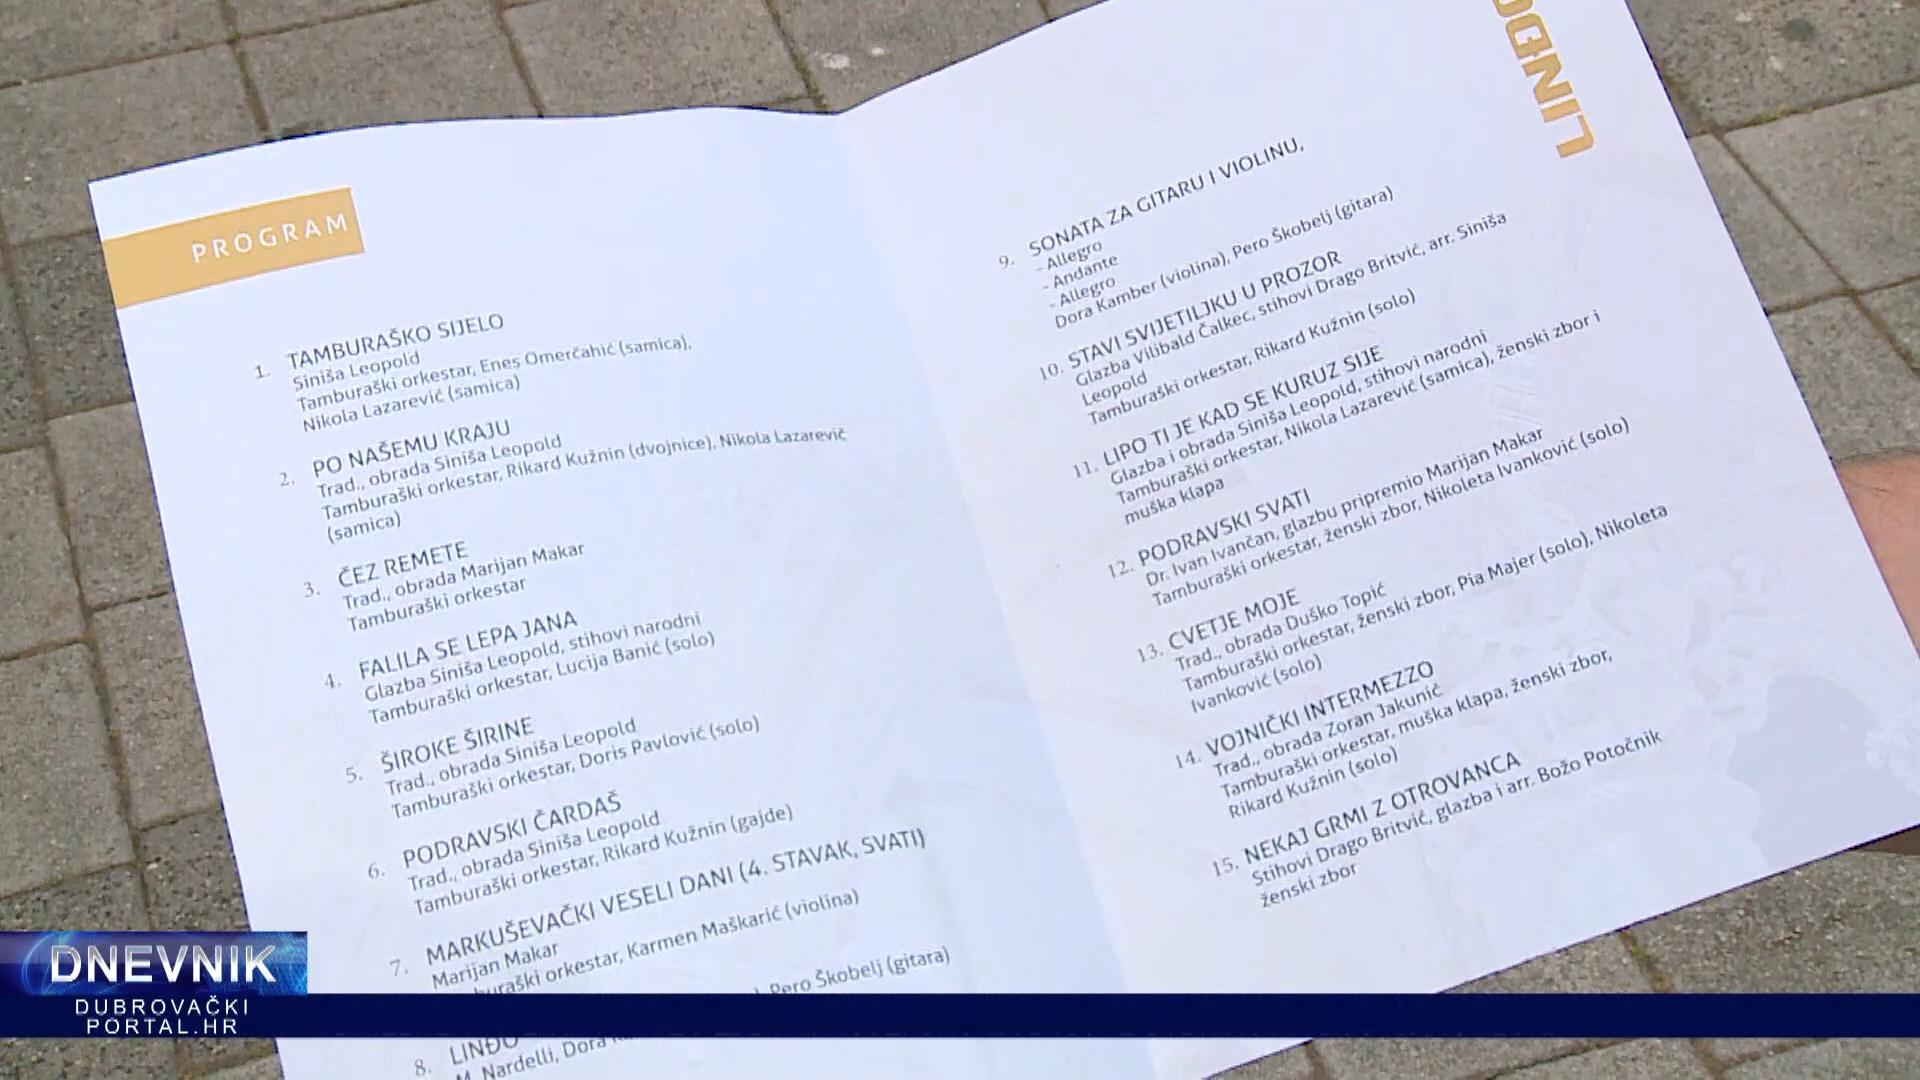 PROGRAM
1. TAMBURAŠKO SIJELO
Siniša Leopold
Tamburaški orkestar, Enes Omerčahić (samica),
Nikola Lazarević (samica)
2. PO NAŠEMU KRAJU
Trad., obrada Siniša Leopold
Tamburaški orkestar, Rikard Kužnin (dvojnice), Nikola Lazarevič
(samica)
3. ČEZ REMETE
Trad., obrada Marijan Makar
Tamburaški orkestar
4. FALILA SE LEPA JANA
Glazba Siniša Leopold, stihovi narodni
Tamburaški orkestar, Lucija Banić (solo)
5. ŠIROKE ŠIRINE
Trad., obrada Siniša Leopold
Tamburaški orkestar, Doris Pavlović (solo)
6. PODRAVSKI ČARDAŠ
Trad., obrada Siniša Leopold
Tamburaški orkestar, Rikard Kužnin (gajde)
7. MARKUŠEVAČKI VESELI DANI (4. STAVAK, SVATI)
Marijan Makar
orkestar, Karmen Maškarić (violina)
8. LINĐO
M. Nardelli, Dora
Pero Škobelj (gitara)
9. SONATA ZA GITARU I VIOLINU,
- Allegro
- Andante
- Allegro
Dora Kamber (violina), Pero Škobelj (gitara)
10. STAVI SVIJETILJKU U PROZOR
Glazba Vilibald Čalkec, stihovi Drago Britvić, arr. Siniša
Leopold
Tamburaški orkestar, Rikard Kužnin (solo)
11. LIPO TI JE KAD SE KURUZ SIJE
Glazba i obrada Siniša Leopold, stihovi narodni
Tamburaški orkestar, Nikola Lazarević (samica), ženski zbor i
muška klapa
12. PODRAVSKI SVATI
Dr. Ivan Ivančan, glazbu pripremio Marijan Makar
Tamburaški orkestar, ženski zbor, Nikoleta Ivanković (solo)
13. CVETJE MOJE
Trad., obrada Duško Topić
Tamburaški orkestar, ženski zbor, Pia Majer (solo), Nikoleta
Ivanković (solo)
14. VOJNIČKI INTERMEZZO
Trad., obrada Zoran Jakunić
Tamburaški orkestar, muška klapa, ženski zbor,
Rikard Kužnin (solo)
15. NEKAJ GRMI Z OTROVANCA
Stihovi Drago Britvić, glazba i arr. Božo Potočnik
ženski zbor
DNEVNIK
DUBROVAČKI
PORTAL.HR